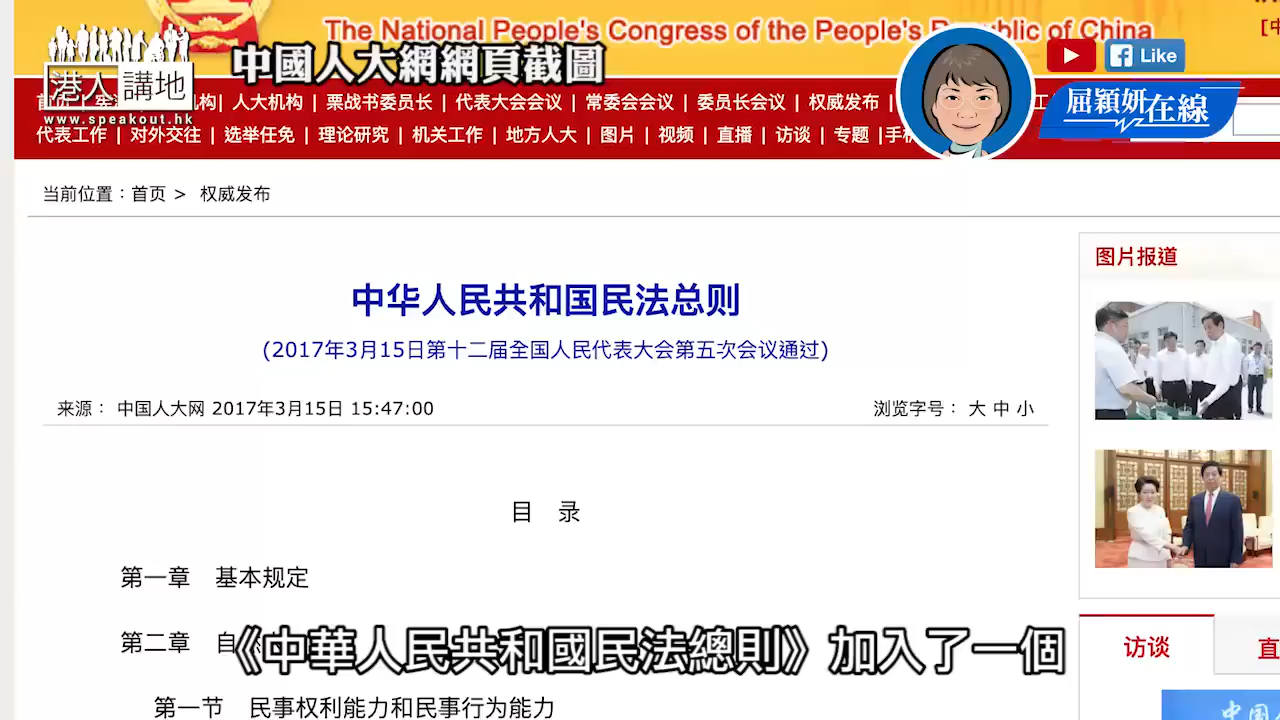 The National People's Congress of the People's Republic of China
中國人大網網頁截圖
港人講地
www.speakout.hk
Like
屈穎妍在線
机构| 人大机构 | 栗战书委员长 | 代表大会会议 | 常委会会议 | 委员长会议 | 权威发布 |
代表工作 | 对外交往 | 选举任免 | 理论研究 | 机关工作 | 地方人大 | 图片 | 视频 | 直播 | 访谈 | 专题 |手机
当前位置：首页 > 权威发布
图片报道
中华人民共和国民法总则
(2017年3月15日第十二届全国人民代表大会第五次会议通过)
来源： 中国人大网 2017年3月15日 15:47:00
浏览字号： 大 中 小
目 录
第一章 基本规定
第二章 自
《中華人民共和國民法總則》加入了一個
访谈
直
第一节 民事权利能力和民事行为能力
中国